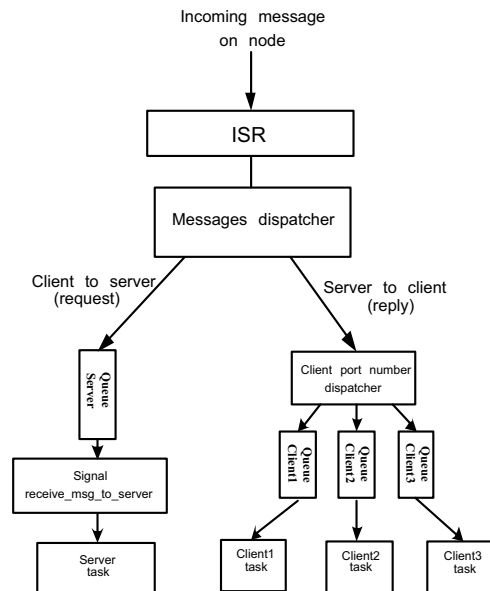 Incoming message
on node
ISR
Messages dispatcher
Client to server
(request)
Server to client
(reply)
Queue
Server
Client port number
dispatcher
Queue
Client1
Queue
Client2
Queue
Client3
Signal
receive_msg_to_server
Server
task
Client1
task
Client2
task
Client3
task